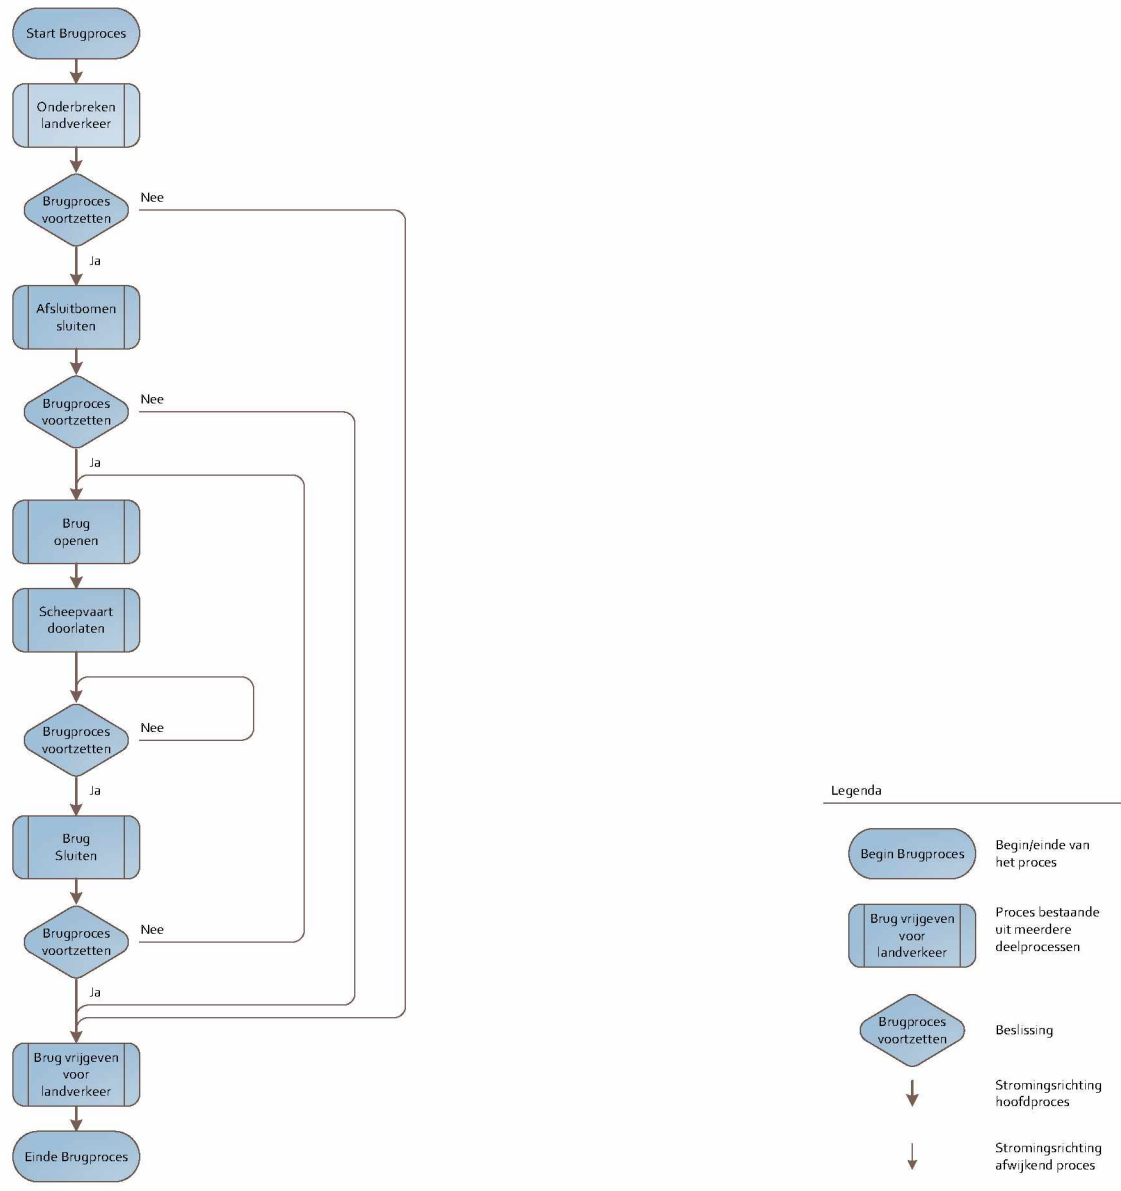 Start Brugproces
Onderbreken
landverkeer
Brugproces
voortzetten
Nee
Ja
Afsluitbomen
sluiten
Brugproces
voortzetten
Nee
Ja
Brug
openen
Scheepvaart
doorlaten
Brugproces
voortzetten
Nee
Ja
Brug
Sluiten
Brugproces
voortzetten
Nee
Ja
Brug vrijgeven
voor
landverkeer
Einde Brugproces
Legenda
Begin Brugproces
Begin/einde van
het proces
Brug vrijgeven
voor
landverkeer
Proces bestaande
uit meerdere
deelprocessen
Brugproces
voortzetten
Beslissing
Stromingsrichting
hoofdproces
Stromingsrichting
afwijkend proces